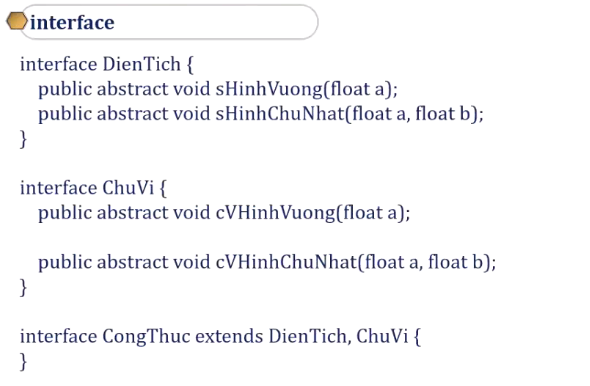 interface
interface DienTich {
public abstract void sHinhVuong(float a);
public abstract void sHinhChuNhat(float a, float b);
}
interface ChuVi {
public abstract void cVHinhVuong(float a);
public abstract void cVHinhChuNhat(float a, float b);
}
interface CongThuc extends DienTich, ChuVi {
}